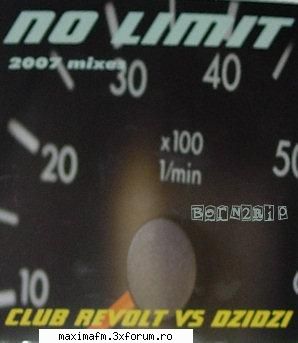 NO LIMIT
2007 mixes
30
40
20
50
x100
1/min
Born2Rip
10
CLUB REVOLT VS DZIDZI
maximafm.3xforum.ro